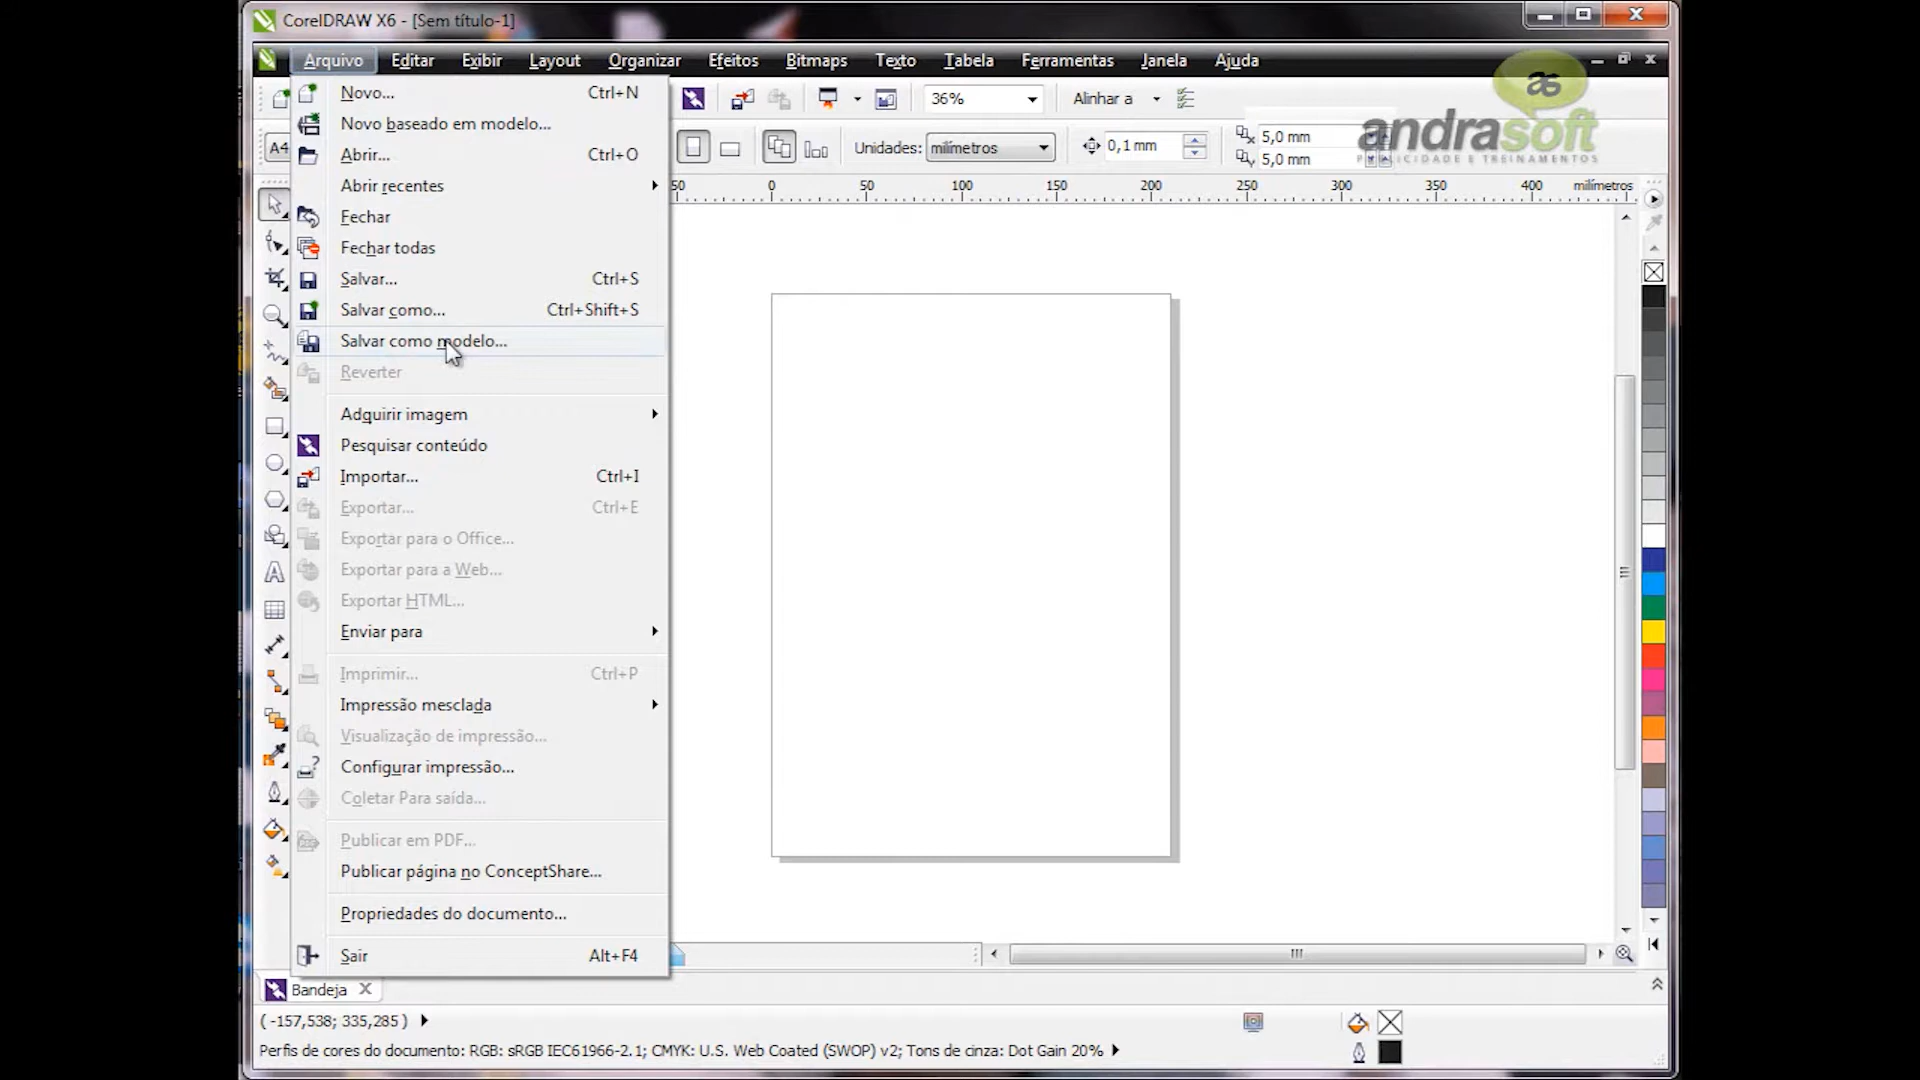 CorelDRAW X6 - [Sem título-1]
Arquivo Editar Exibir Layout Organizar Efeitos Bitmaps Texto Tabela Ferramentas Janela Ajuda
36% Alinhar a
A4 Unidades: milímetros 0,1 mm 5,0 mm
5,0 mm
andrasoft
PUBLICIDADE E TREINAMENTOS
50 0 50 100 150 200 250 300 350 400 milímetros
Novo... Ctrl+N
Novo baseado em modelo...
Abrir... Ctrl+O
Abrir recentes
Fechar
Fechar todas
Salvar... Ctrl+S
Salvar como... Ctrl+Shift+S
Salvar como modelo...
Reverter
Adquirir imagem
Pesquisar conteúdo
Importar... Ctrl+I
Exportar... Ctrl+E
Exportar para o Office...
Exportar para a Web...
Exportar HTML...
Enviar para
Imprimir... Ctrl+P
Impressão mesclada
Visualização de impressão...
Configurar impressão...
Coletar Para saída...
Publicar em PDF...
Publicar página no ConceptShare...
Propriedades do documento...
Sair Alt+F4
Bandeja
( -157,538; 335,285 )
Perfis de cores do documento: RGB: sRGB IEC61966-2.1; CMYK: U.S. Web Coated (SWOP) v2; Tons de cinza: Dot Gain 20%